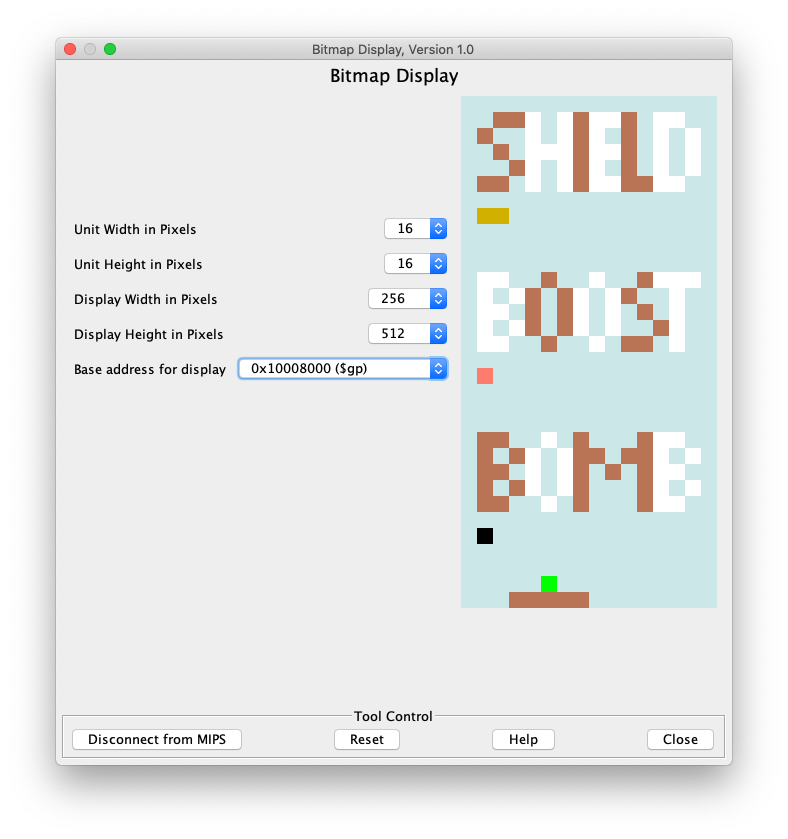 Bitmap Display, Version 1.0
Bitmap Display
SHIELD
Unit Width in Pixels 16
Unit Height in Pixels 16
BOOST
Display Width in Pixels 256
Display Height in Pixels 512
Base address for display 0x10008000 ($gp)
BOMB
Tool Control
Disconnect from MIPS Reset Help Close